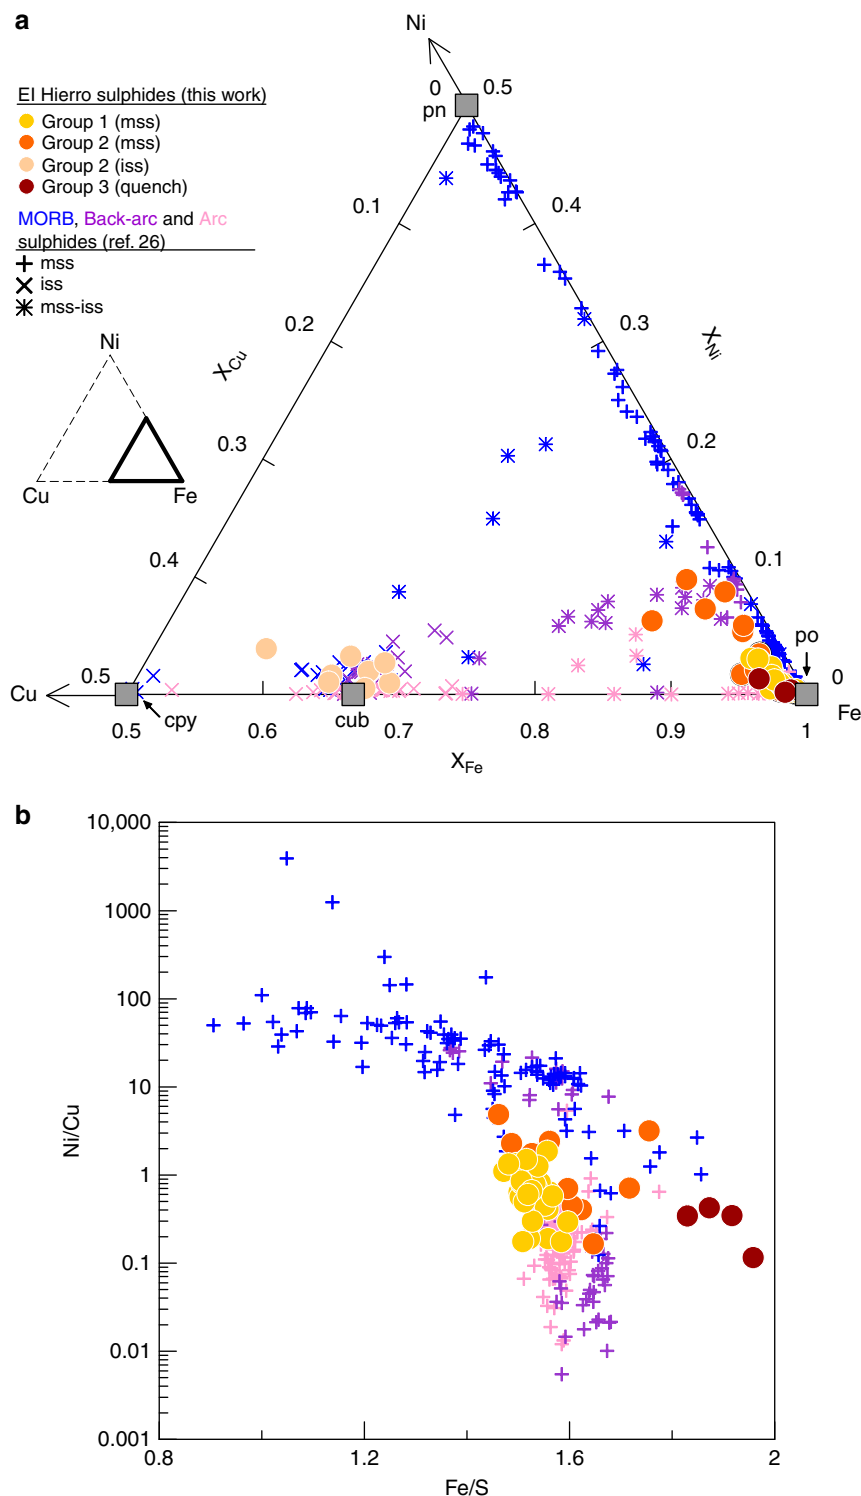 a
Ni
0
0.5
pn
El Hierro sulphides (this work)
Group 1 (mss)
Group 2 (mss)
Group 2 (iss)
Group 3 (quench)
MORB, Back-arc and Arc
sulphides (ref. 26)
mss
iss
mss-iss
0.1
0.4
0.2
0.3
X_Cu
X_Ni
Ni
Cu
Fe
0.3
0.2
0.4
0.1
po
0.5
0
Cu
Fe
cpy
cub
0.5
0.6
0.7
0.8
0.9
1
X_Fe
b
10,000
1000
100
10
1
0.1
0.01
0.001
Ni/Cu
0.8
1.2
1.6
2
Fe/S